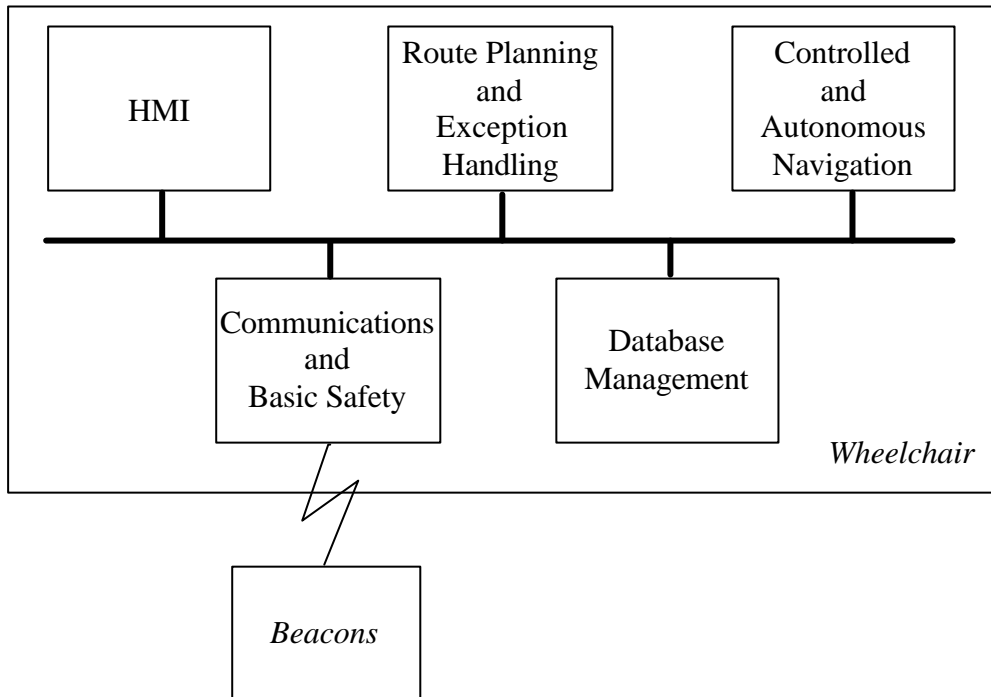 HMI
Route Planning
and
Exception
Handling
Controlled
and
Autonomous
Navigation
Communications
and
Basic Safety
Database
Management
Wheelchair
Beacons